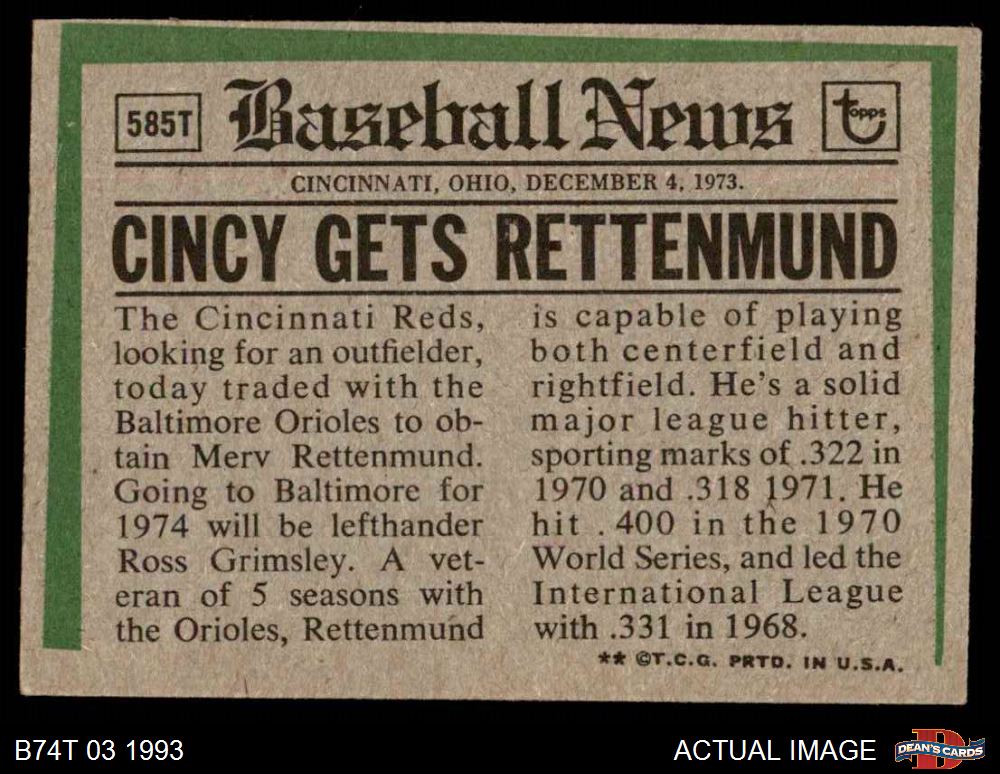 585T
Baseball News
topps
CINCINNATI, OHIO, DECEMBER 4, 1973.
CINCY GETS RETTENMUND
The Cincinnati Reds,
looking for an outfielder,
today traded with the
Baltimore Orioles to ob-
tain Merv Rettenmund.
Going to Baltimore for
1974 will be lefthander
Ross Grimsley. A vet-
eran of 5 seasons with
the Orioles, Rettenmund
is capable of playing
both centerfield and
rightfield. He's a solid
major league hitter,
sporting marks of .322 in
1970 and .318 1971. He
hit .400 in the 1970
World Series, and led the
International League
with .331 in 1968.
** ©T.C.G. PRTD. IN U.S.A.
B74T 03 1993
ACTUAL IMAGE
D
DEAN'S CARDS